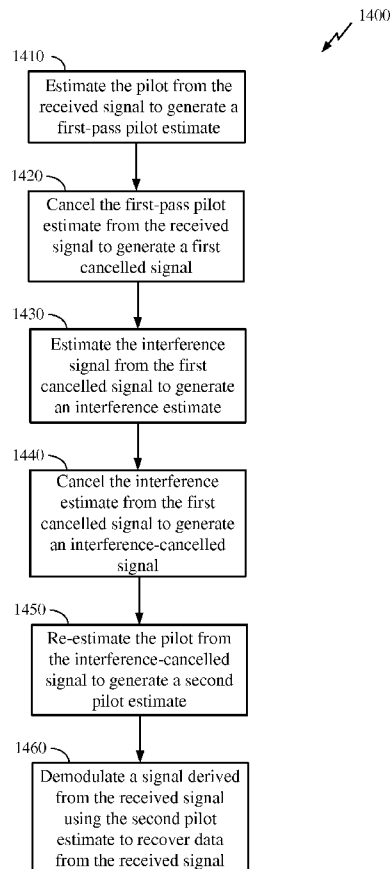 1400
1410
Estimate the pilot from the
received signal to generate a
first-pass pilot estimate
1420
Cancel the first-pass pilot
estimate from the received
signal to generate a first
cancelled signal
1430
Estimate the interference
signal from the first
cancelled signal to generate
an interference estimate
1440
Cancel the interference
estimate from the first
cancelled signal to generate
an interference-cancelled
signal
1450
Re-estimate the pilot from
the interference-cancelled
signal to generate a second
pilot estimate
1460
Demodulate a signal derived
from the received signal
using the second pilot
estimate to recover data
from the received signal